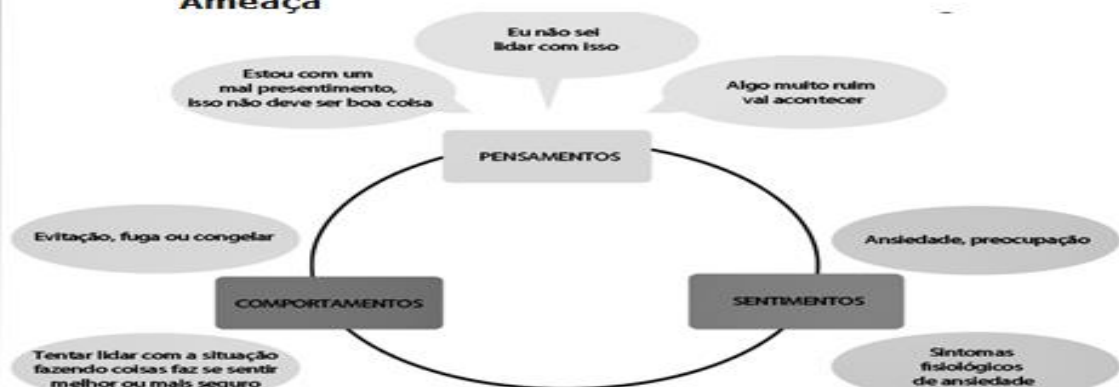 Ameaça
Eu não sei
lidar com isso
Estou com um
mal presentimento,
isso não deve ser boa coisa
Algo muito ruim
vai acontecer
PENSAMENTOS
Evitação, fuga ou congelar
Ansiedade, preocupação
COMPORTAMENTOS
SENTIMENTOS
Tentar lidar com a situação
fazendo coisas faz se sentir
melhor ou mais seguro
Sintomas
fisiológicos
de ansiedade